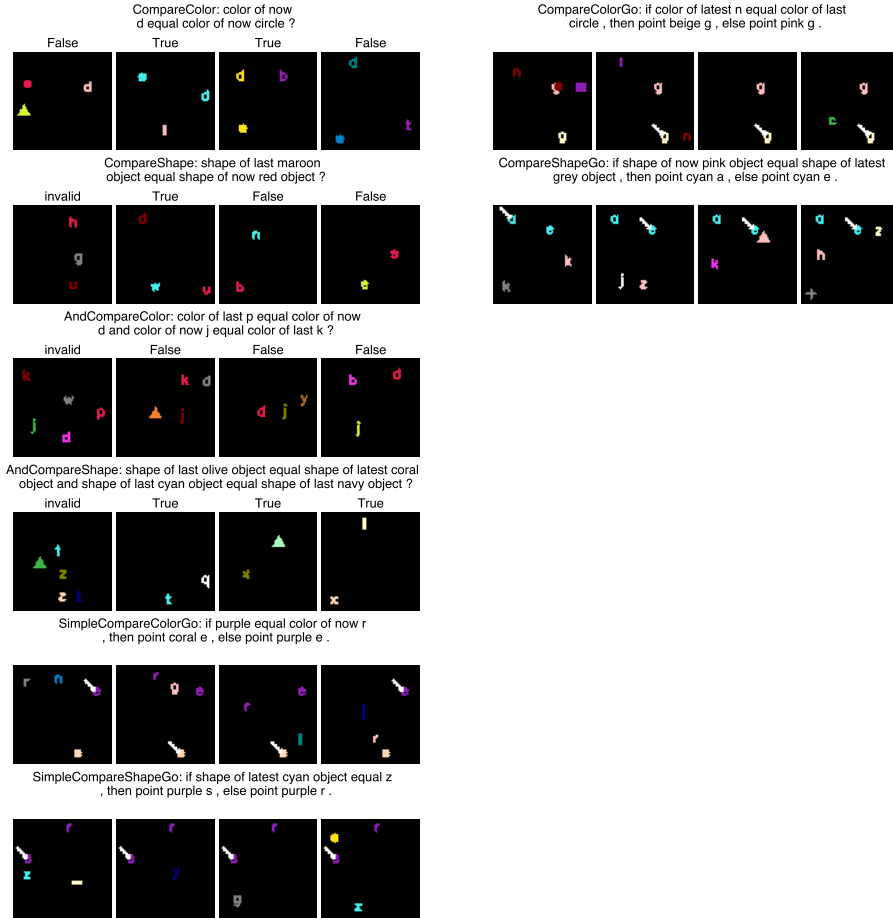 CompareColor: color of now
d equal color of now circle ?
False True True False
d d l d b d t
CompareShape: shape of last maroon
object equal shape of now red object ?
invalid True False False
h g u d w u n b e
AndCompareColor: color of last p equal color of now
d and color of now j equal color of last k ?
invalid False False False
k w p j d k d j d j y b d j
AndCompareShape: shape of last olive object equal shape of latest coral
object and shape of last cyan object equal shape of last navy object ?
invalid True True True
t z z t q t x l x
SimpleCompareColorGo: if purple equal color of now r
, then point coral e , else point purple e .
r n e r g e r e l j e r
SimpleCompareShapeGo: if shape of latest cyan object equal z
, then point purple s , else point purple r .
r s z r s y r s g r s z
CompareColorGo: if color of latest n equal color of last
circle , then point beige g , else point pink g .
n g g l g g n g g g c g
CompareShapeGo: if shape of now pink object equal shape of latest
grey object , then point cyan a , else point cyan e .
a e k k a e j z a e k a e z h